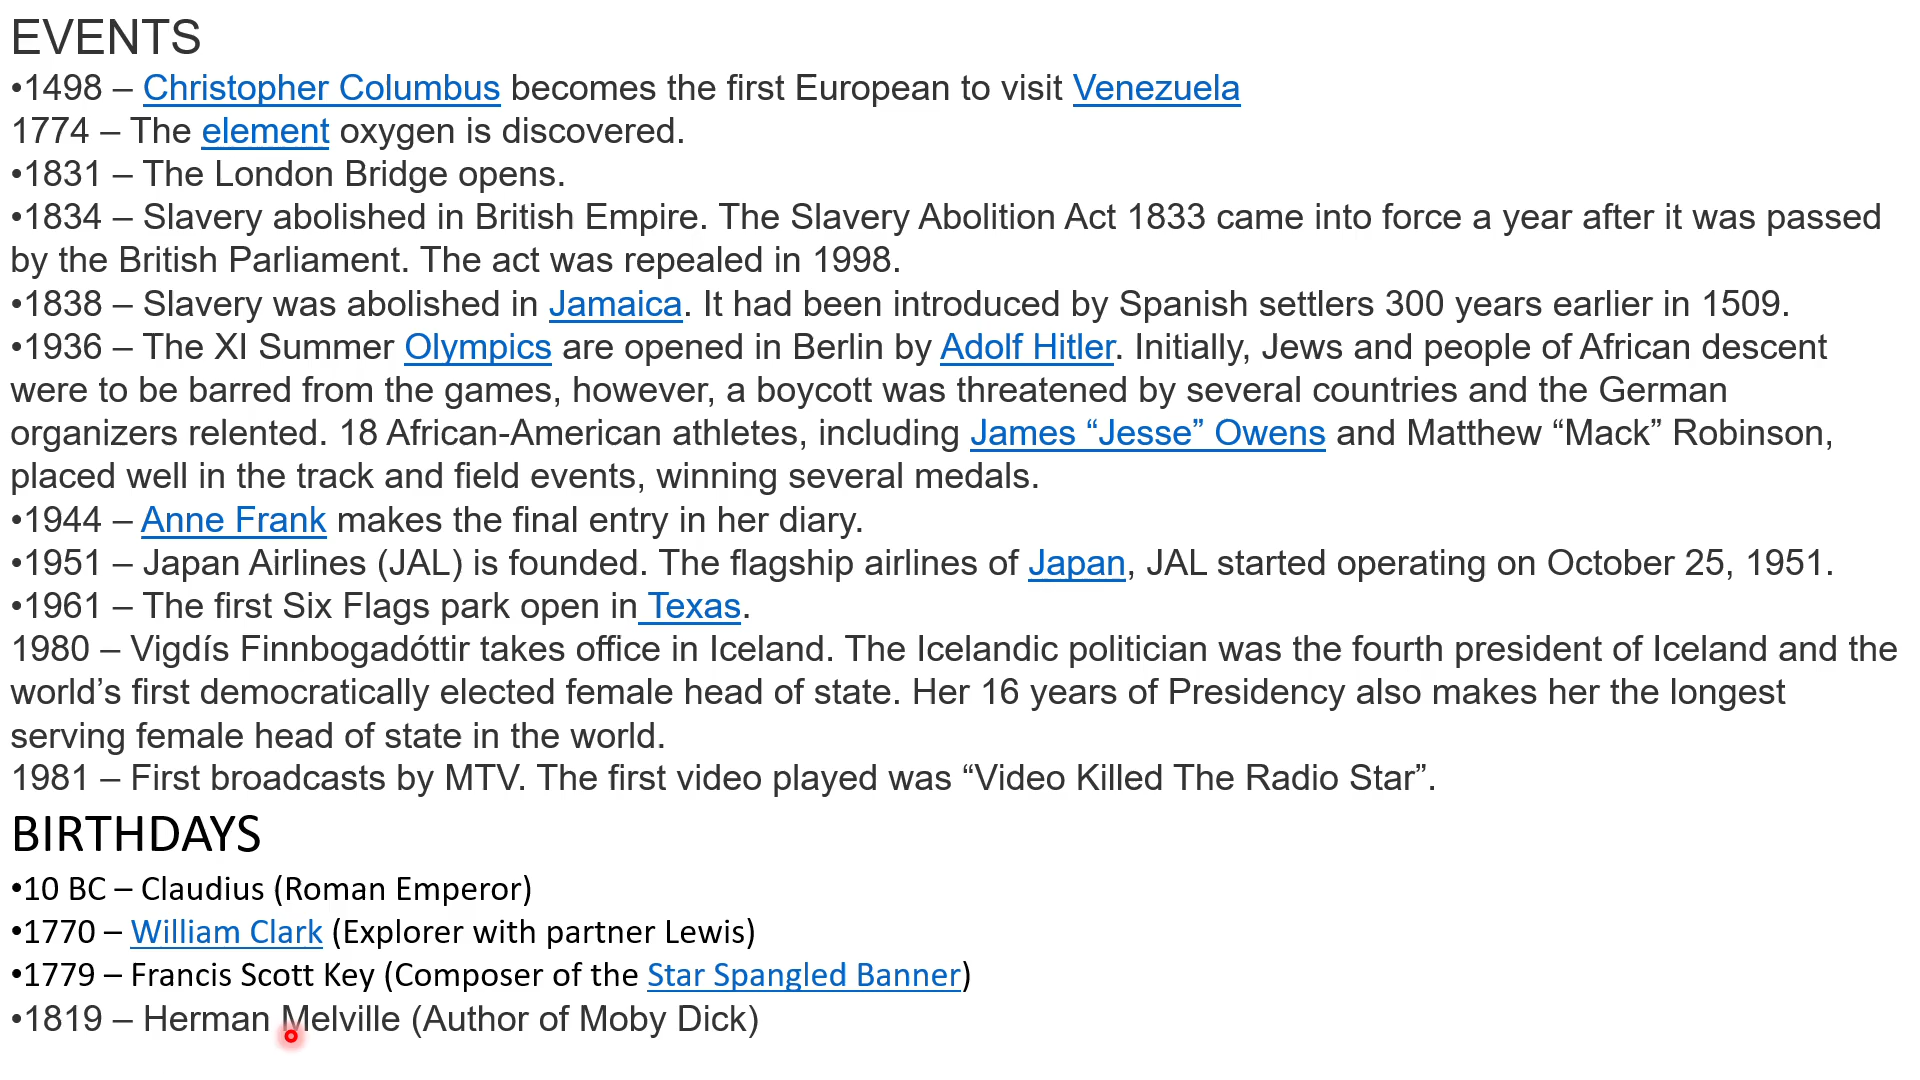 EVENTS
•1498 – Christopher Columbus becomes the first European to visit Venezuela
1774 – The element oxygen is discovered.
•1831 – The London Bridge opens.
•1834 – Slavery abolished in British Empire. The Slavery Abolition Act 1833 came into force a year after it was passed
by the British Parliament. The act was repealed in 1998.
•1838 – Slavery was abolished in Jamaica. It had been introduced by Spanish settlers 300 years earlier in 1509.
•1936 – The XI Summer Olympics are opened in Berlin by Adolf Hitler. Initially, Jews and people of African descent
were to be barred from the games, however, a boycott was threatened by several countries and the German
organizers relented. 18 African-American athletes, including James “Jesse” Owens and Matthew “Mack” Robinson,
placed well in the track and field events, winning several medals.
•1944 – Anne Frank makes the final entry in her diary.
•1951 – Japan Airlines (JAL) is founded. The flagship airlines of Japan, JAL started operating on October 25, 1951.
•1961 – The first Six Flags park open in Texas.
1980 – Vigdís Finnbogadóttir takes office in Iceland. The Icelandic politician was the fourth president of Iceland and the
world’s first democratically elected female head of state. Her 16 years of Presidency also makes her the longest
serving female head of state in the world.
1981 – First broadcasts by MTV. The first video played was “Video Killed The Radio Star”.
BIRTHDAYS
•10 BC – Claudius (Roman Emperor)
•1770 – William Clark (Explorer with partner Lewis)
•1779 – Francis Scott Key (Composer of the Star Spangled Banner)
•1819 – Herman Melville (Author of Moby Dick)